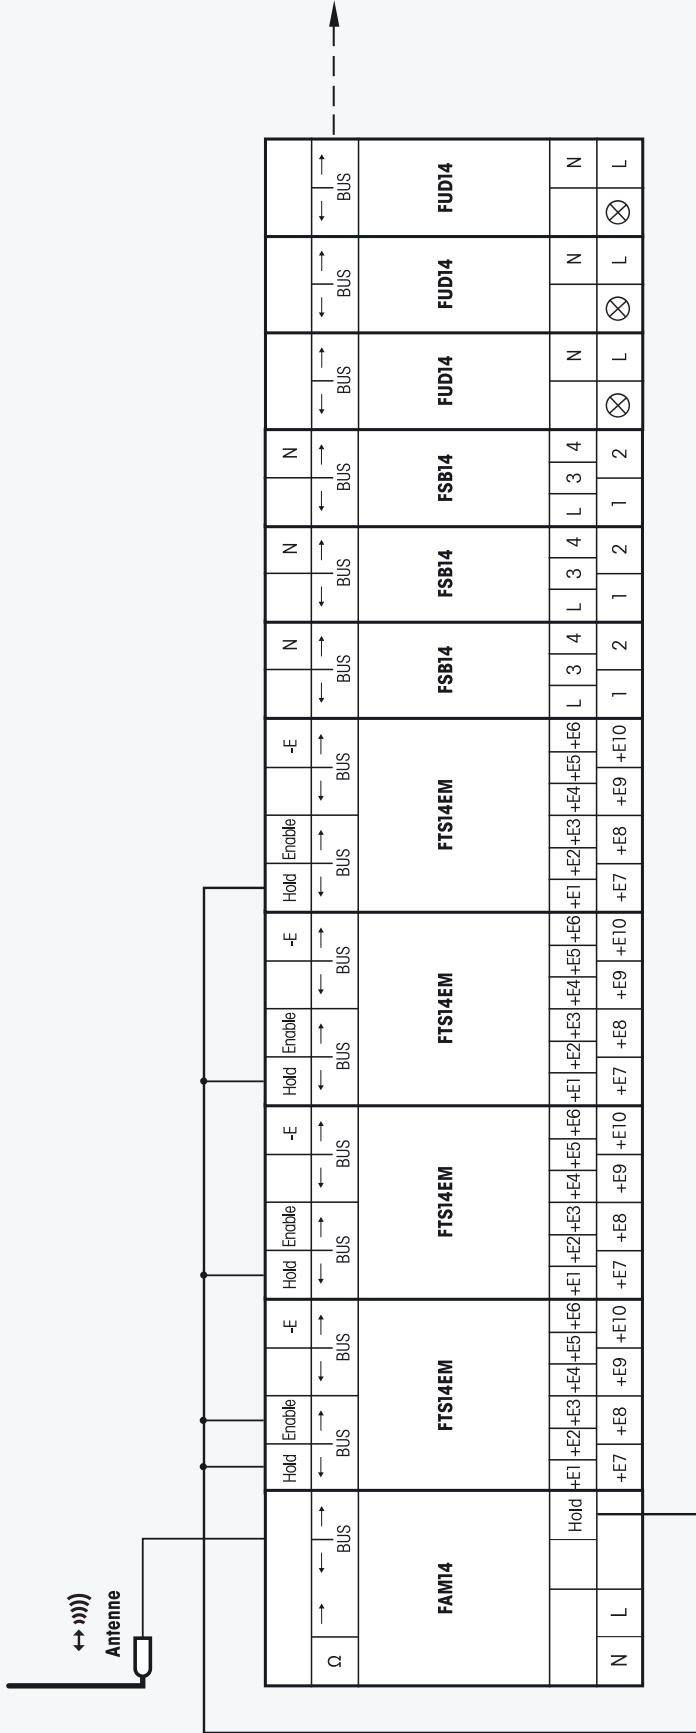 Antenne
Hold Enable -E Hold Enable -E Hold Enable -E Hold Enable -E N N N
Ω BUS BUS BUS BUS BUS BUS BUS BUS BUS BUS BUS BUS BUS BUS BUS
FAM14 FTS14EM FTS14EM FTS14EM FTS14EM FSB14 FSB14 FSB14 FUD14 FUD14 FUD14
Hold +E1 +E2 +E3 +E4 +E5 +E6 +E1 +E2 +E3 +E4 +E5 +E6 +E1 +E2 +E3 +E4 +E5 +E6 +E1 +E2 +E3 +E4 +E5 +E6 L 3 4 L 3 4 L 3 4 N N N
N L +E7 +E8 +E9 +E10 +E7 +E8 +E9 +E10 +E7 +E8 +E9 +E10 +E7 +E8 +E9 +E10 1 2 1 2 1 2 L L L